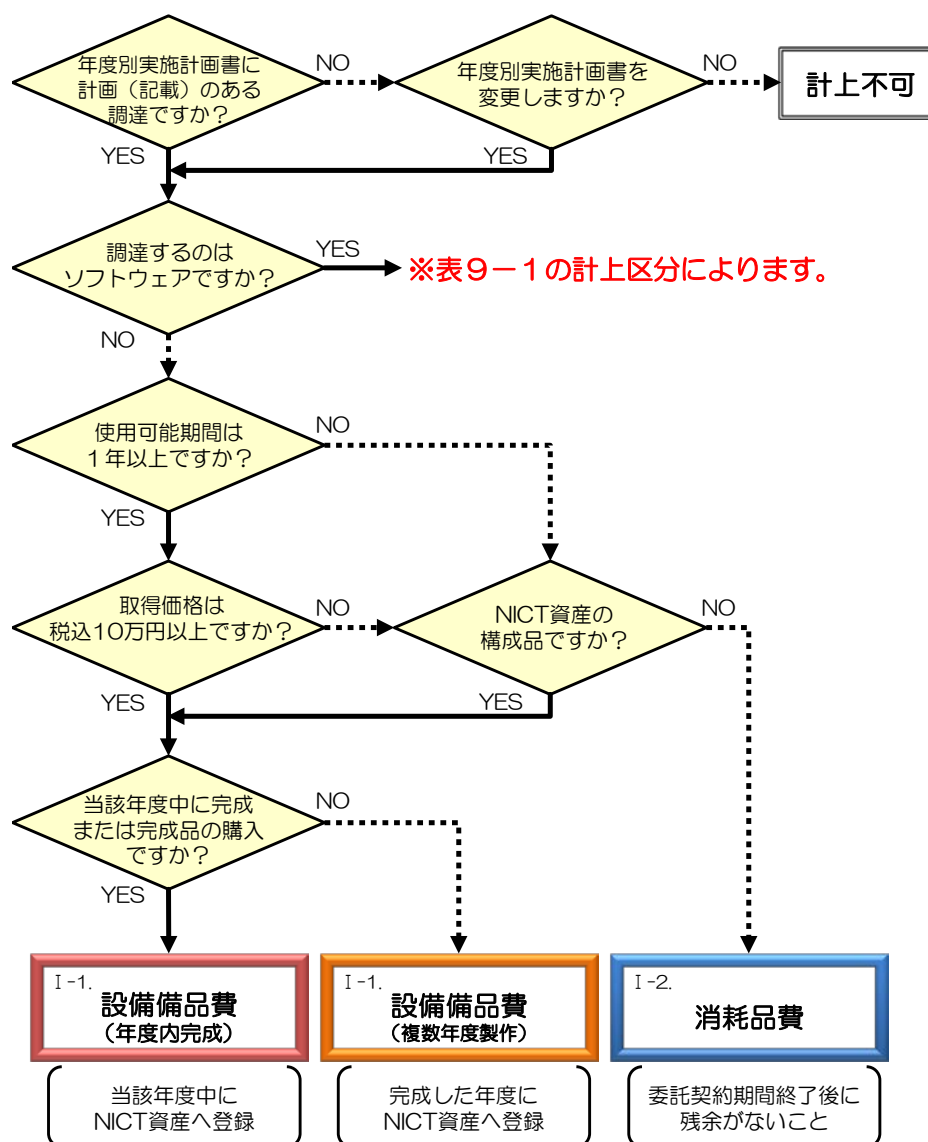 年度別実施計画書に
計画（記載）のある
調達ですか？
NO
年度別実施計画書を
変更しますか？
NO
計上不可
YES
YES
調達するのは
ソフトウェアですか？
YES
※表９－１の計上区分によります。
NO
使用可能期間は
１年以上ですか？
NO
YES
取得価格は
税込10万円以上ですか？
NO
NICT資産の
構成品ですか？
NO
YES
YES
当該年度中に完成
または完成品の購入
ですか？
NO
YES
Ⅰ-1.
設備備品費
（年度内完成）
Ⅰ-1.
設備備品費
（複数年度製作）
Ⅰ-2.
消耗品費
当該年度中に
NICT資産へ登録
完成した年度に
NICT資産へ登録
委託契約期間終了後に
残余がないこと